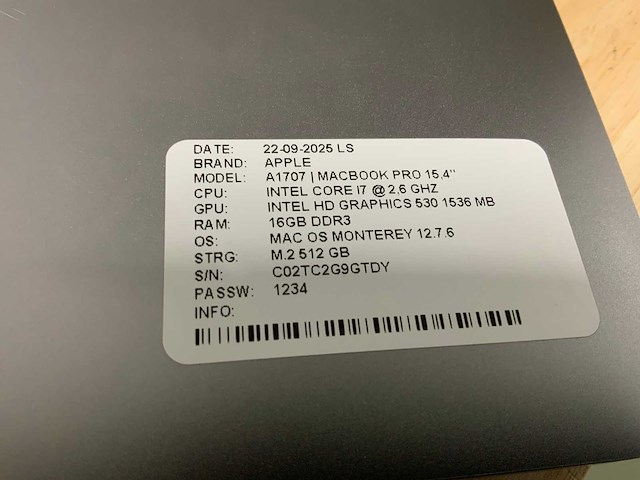 DATE: 22-09-2025 LS
BRAND: APPLE
MODEL: A1707 | MACBOOK PRO 15,4''
CPU: INTEL CORE I7 @ 2,6 GHZ
GPU: INTEL HD GRAPHICS 530 1536 MB
RAM: 16GB DDR3
OS: MAC OS MONTEREY 12.7.6
STRG: M.2 512 GB
S/N: C02TC2G9GTDY
PASSW: 1234
INFO: